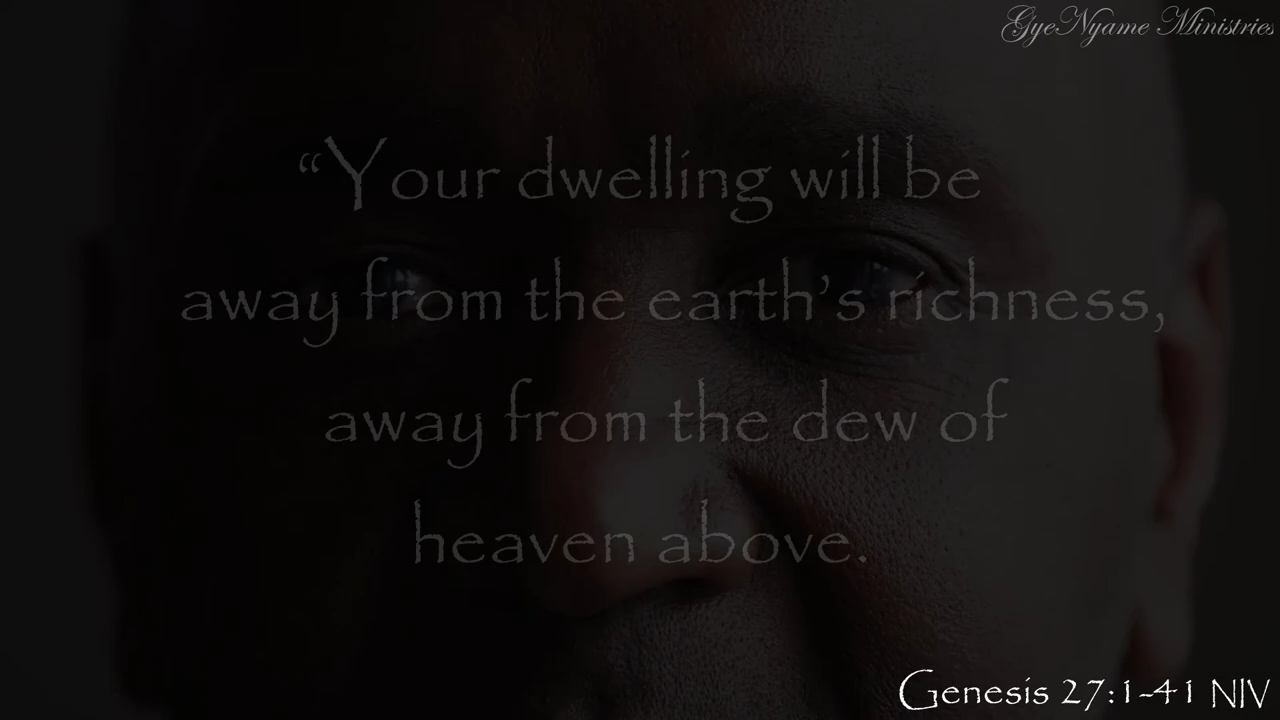 GyeNyame Ministries
“Your dwelling will be
away from the earth’s richness,
away from the dew of
heaven above.
Genesis 27:1-41 NIV